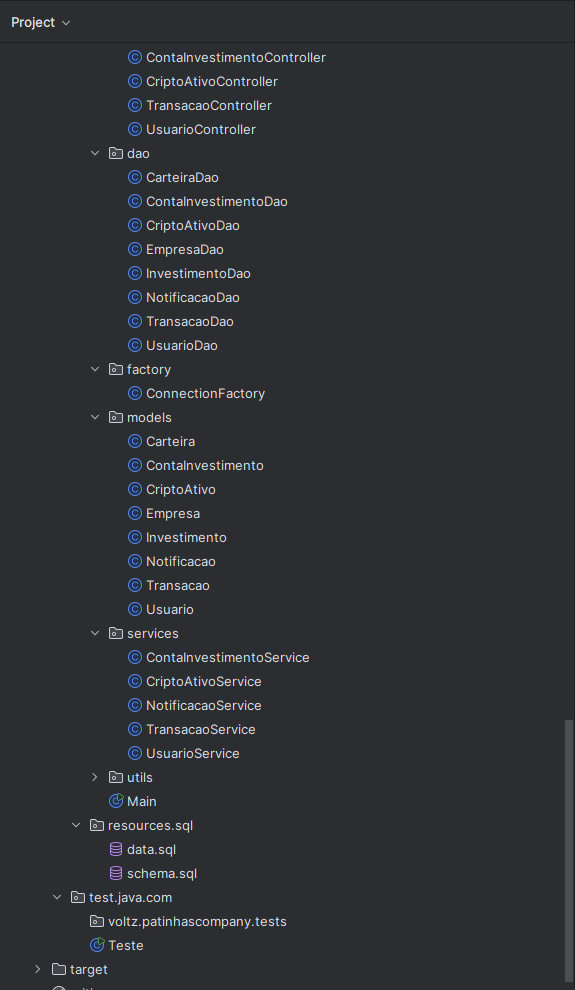 Project
ContaInvestimentoController
CriptoAtivoController
TransacaoController
UsuarioController
dao
CarteiraDao
ContaInvestimentoDao
CriptoAtivoDao
EmpresaDao
InvestimentoDao
NotificacaoDao
TransacaoDao
UsuarioDao
factory
ConnectionFactory
models
Carteira
ContaInvestimento
CriptoAtivo
Empresa
Investimento
Notificacao
Transacao
Usuario
services
ContaInvestimentoService
CriptoAtivoService
NotificacaoService
TransacaoService
UsuarioService
utils
Main
resources.sql
data.sql
schema.sql
test.java.com
voltz.patinhascompany.tests
Teste
target